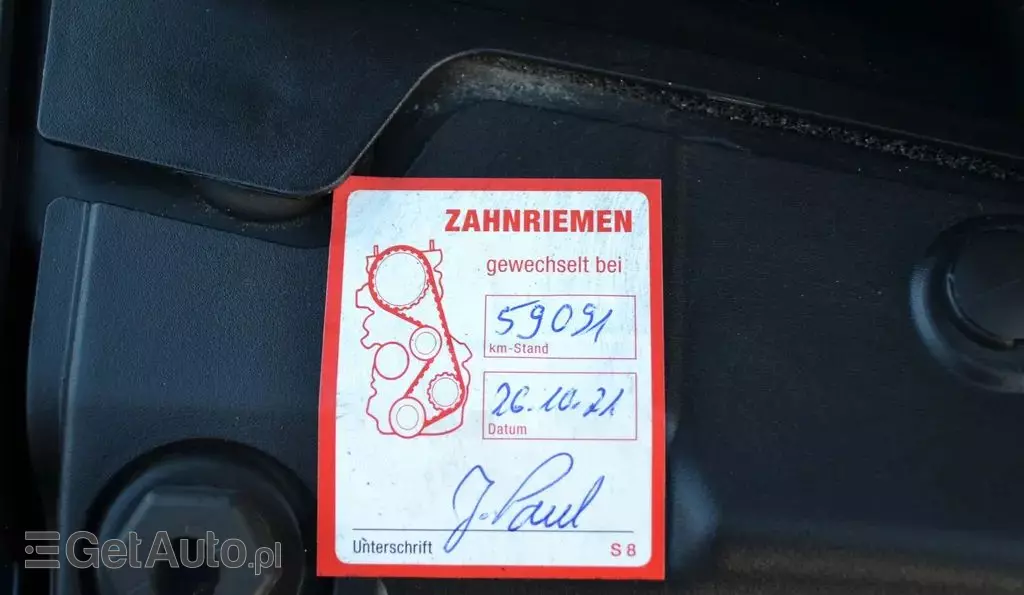 ZAHNRIEMEN
gewechselt bei
59091
km-Stand
26.10.21
Datum
J. Paul
Unterschrift
S 8
GetAuto.pl